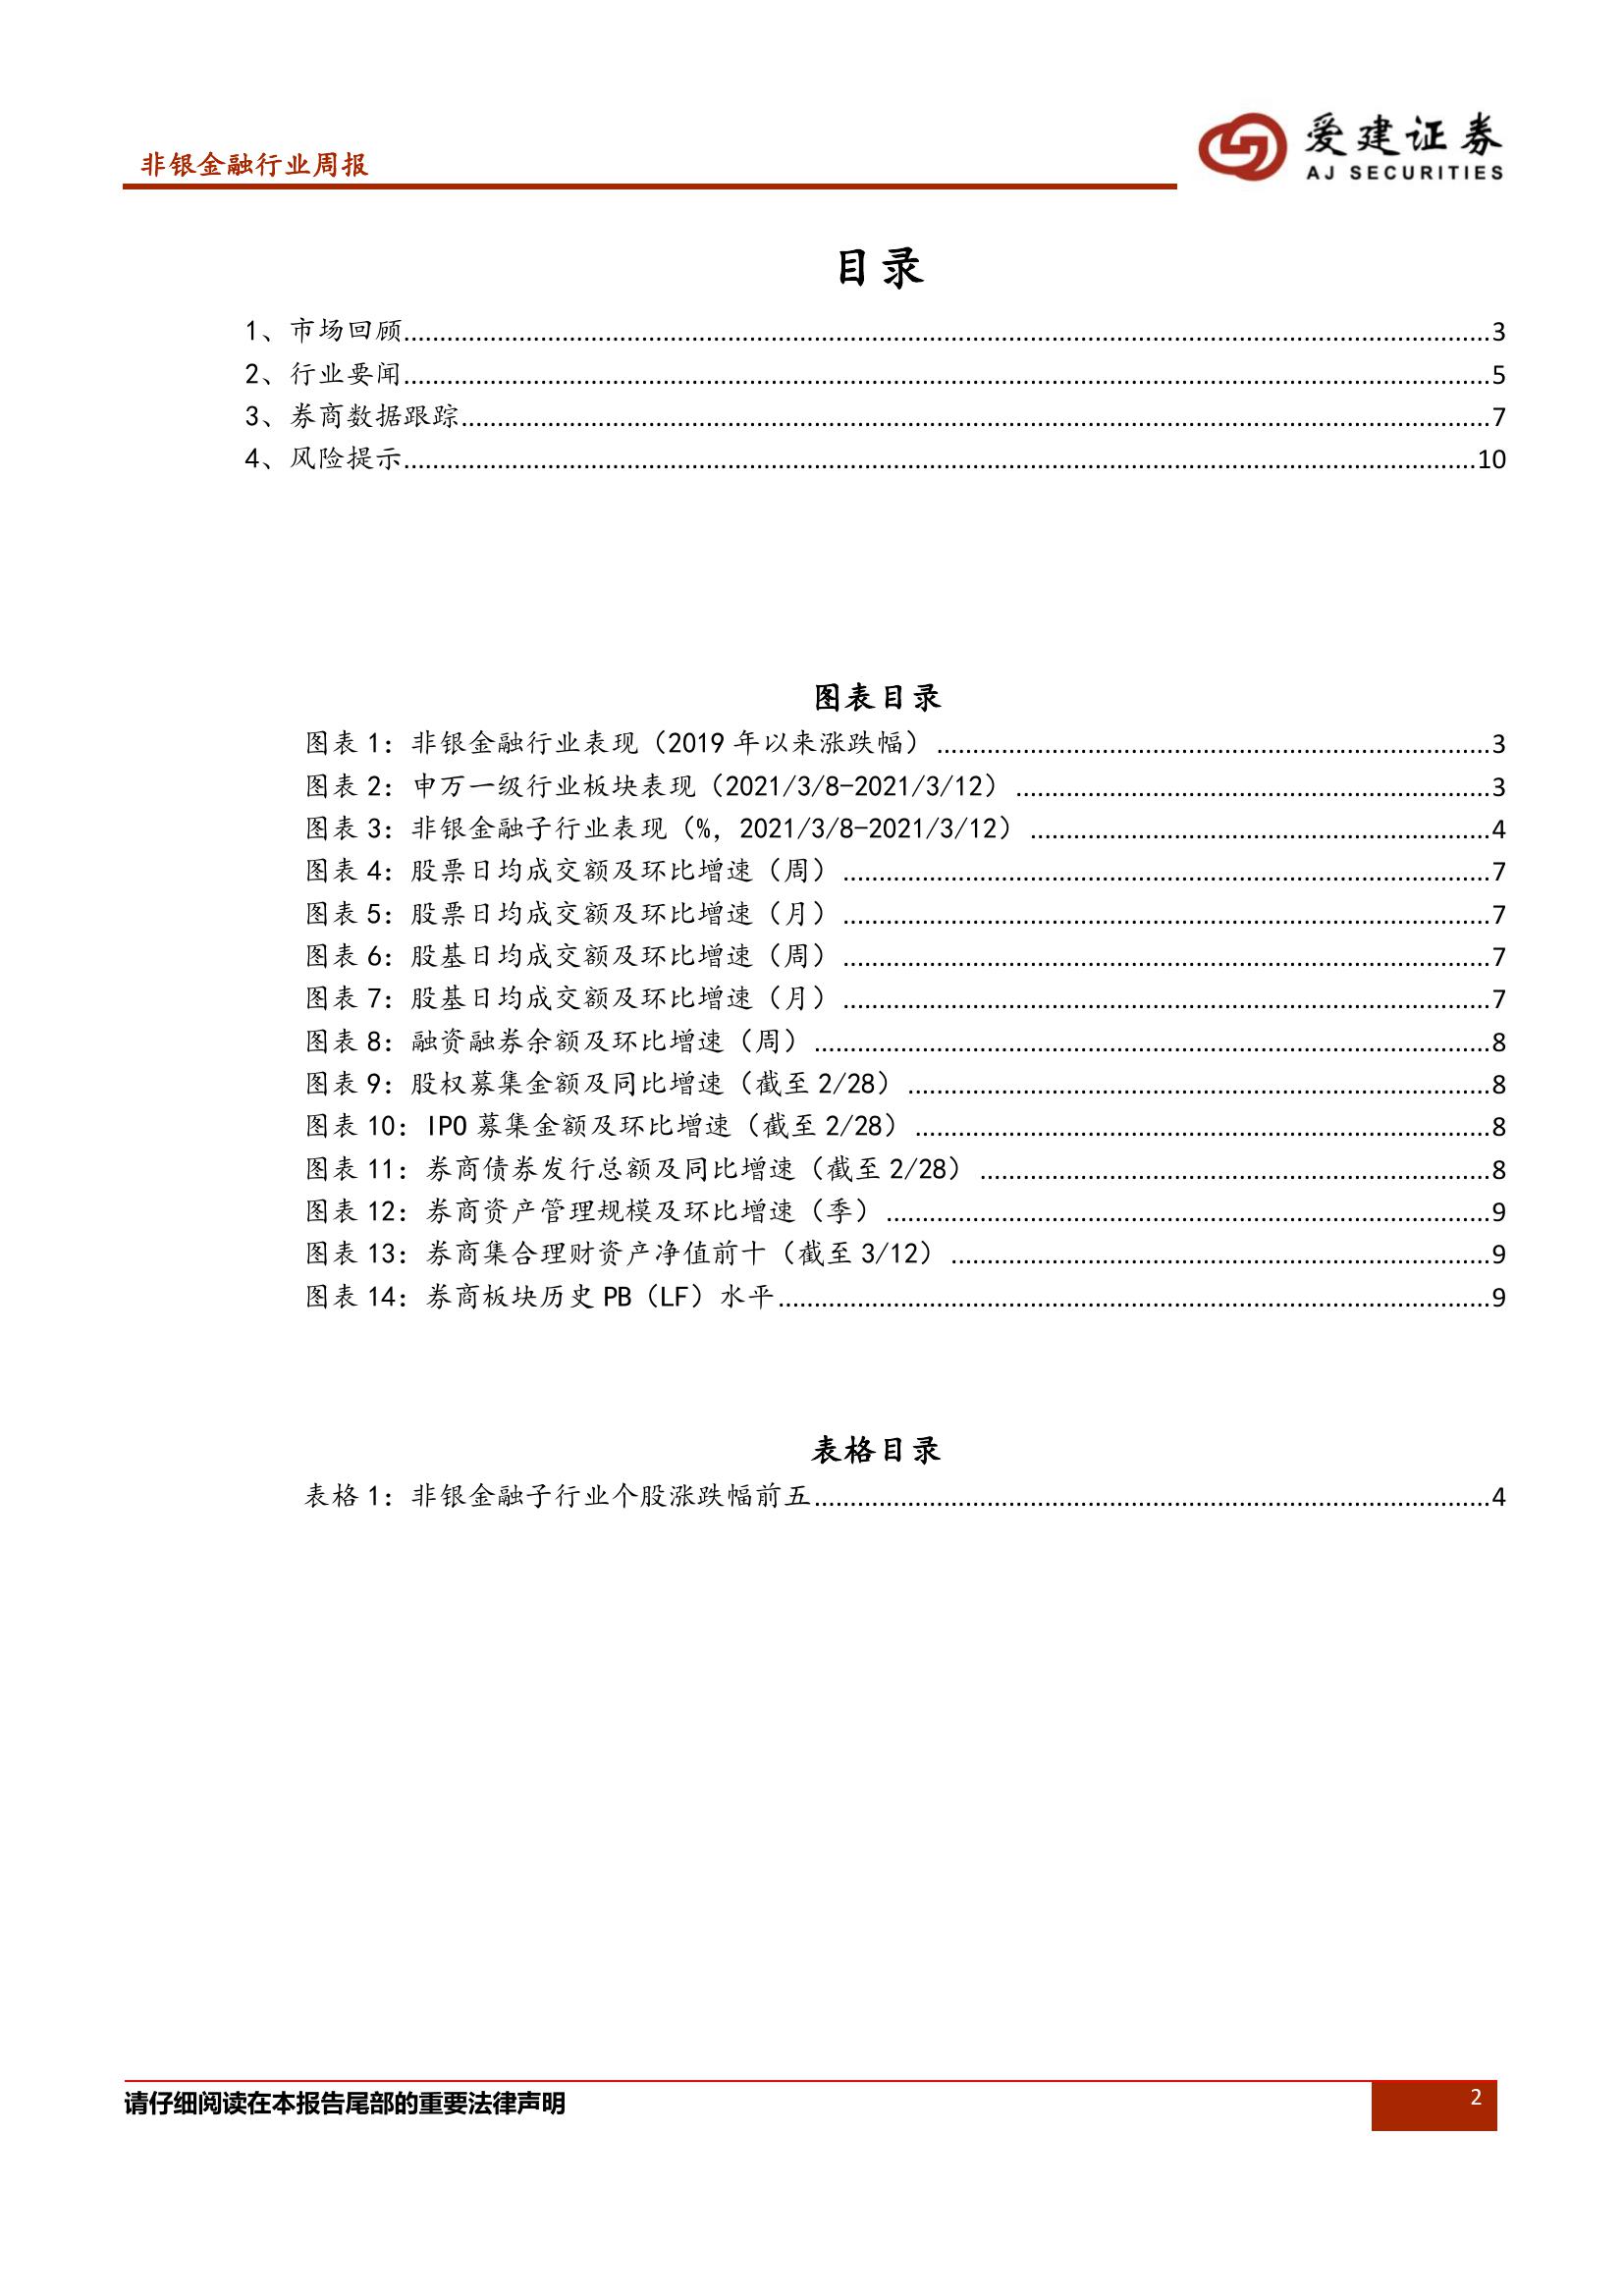 非银金融行业周报
爱建证券
AJ SECURITIES
目录
1、市场回顾........................................3
2、行业要闻........................................5
3、券商数据跟踪........................................7
4、风险提示........................................10
图表目录
图表 1：非银金融行业表现（2019 年以来涨跌幅）........................................3
图表 2：申万一级行业板块表现（2021/3/8-2021/3/12）........................................3
图表 3：非银金融子行业表现（%，2021/3/8-2021/3/12）........................................4
图表 4：股票日均成交额及环比增速（周）........................................7
图表 5：股票日均成交额及环比增速（月）........................................7
图表 6：股基日均成交额及环比增速（周）........................................7
图表 7：股基日均成交额及环比增速（月）........................................7
图表 8：融资融券余额及环比增速（周）........................................8
图表 9：股权募集金额及同比增速（截至 2/28）........................................8
图表 10：IPO 募集金额及环比增速（截至 2/28）........................................8
图表 11：券商债券发行总额及同比增速（截至 2/28）........................................8
图表 12：券商资产管理规模及环比增速（季）........................................9
图表 13：券商集合理财资产净值前十（截至 3/12）........................................9
图表 14：券商板块历史 PB（LF）水平........................................9
表格目录
表格 1：非银金融子行业个股涨跌幅前五........................................4
请仔细阅读在本报告尾部的重要法律声明
2